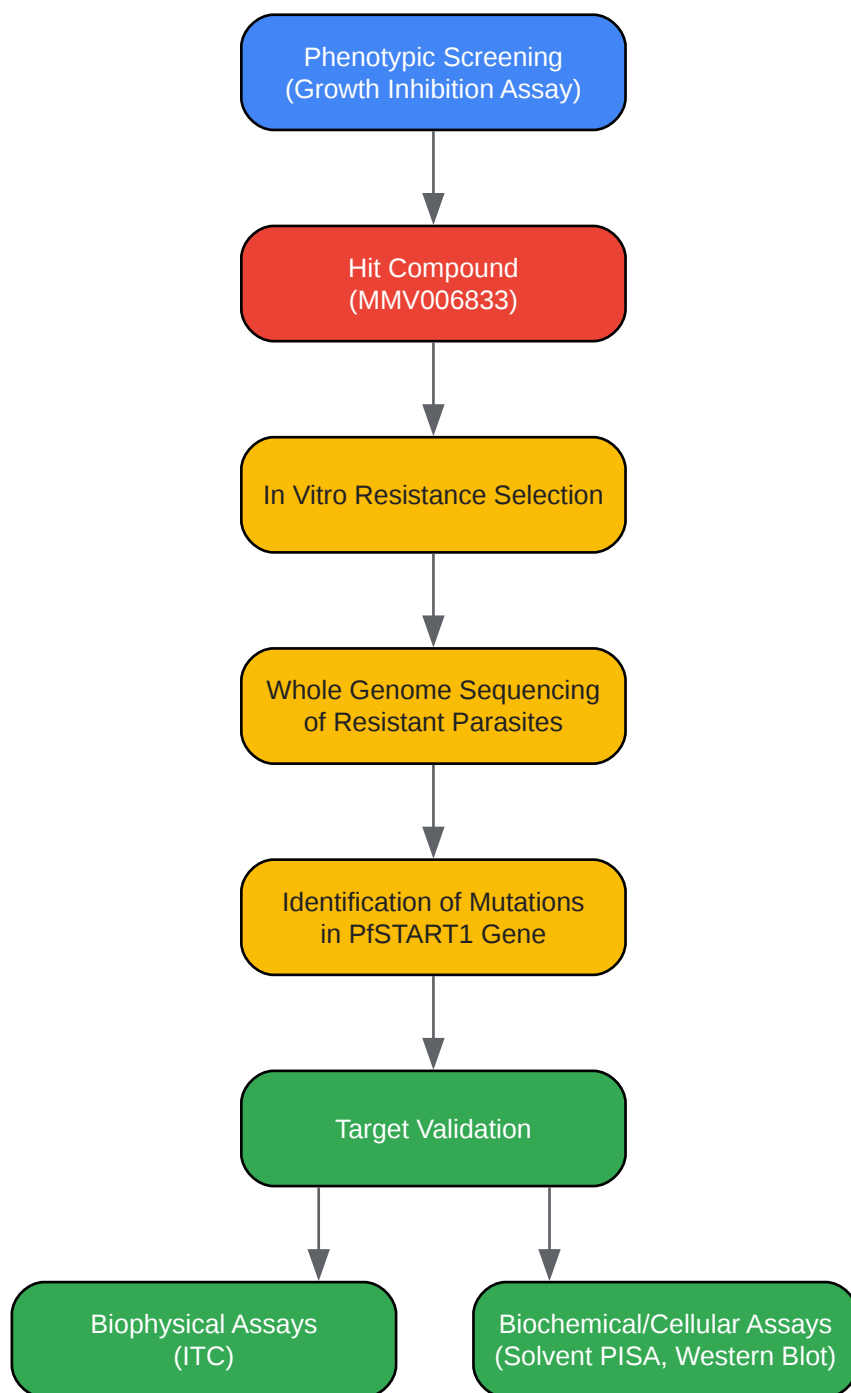 Phenotypic Screening
(Growth Inhibition Assay)
Hit Compound
(MMV006833)
In Vitro Resistance Selection
Whole Genome Sequencing
of Resistant Parasites
Identification of Mutations
in PfSTART1 Gene
Target Validation
Biophysical Assays
(ITC)
Biochemical/Cellular Assays
(Solvent PISA, Western Blot)